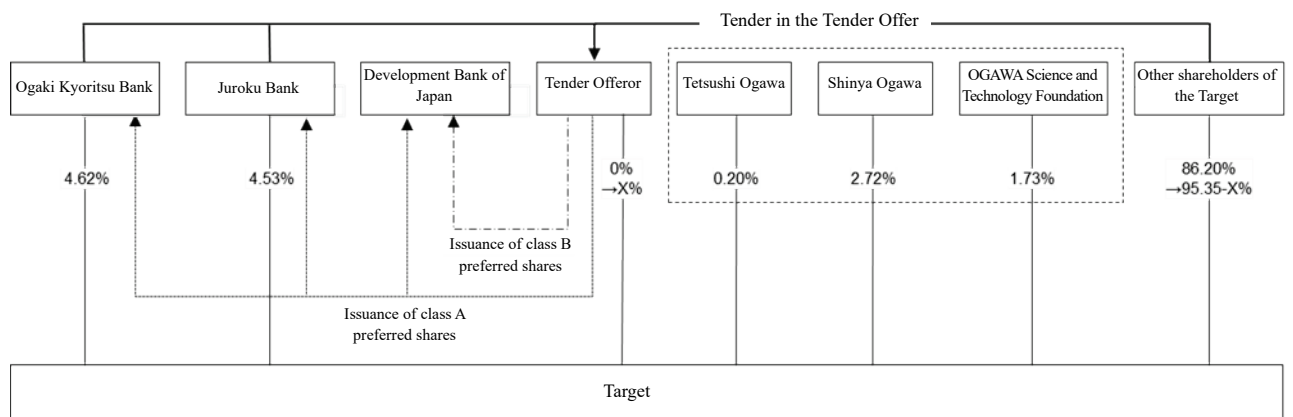 Tender in the Tender Offer
Ogaki Kyoritsu Bank
Juroku Bank
Development Bank of
Japan
Tender Offeror
Tetsushi Ogawa
Shinya Ogawa
OGAWA Science and
Technology Foundation
Other shareholders of
the Target
4.62%
4.53%
0%
→X%
0.20%
2.72%
1.73%
86.20%
→95.35-X%
Issuance of class B
preferred shares
Issuance of class A
preferred shares
Target